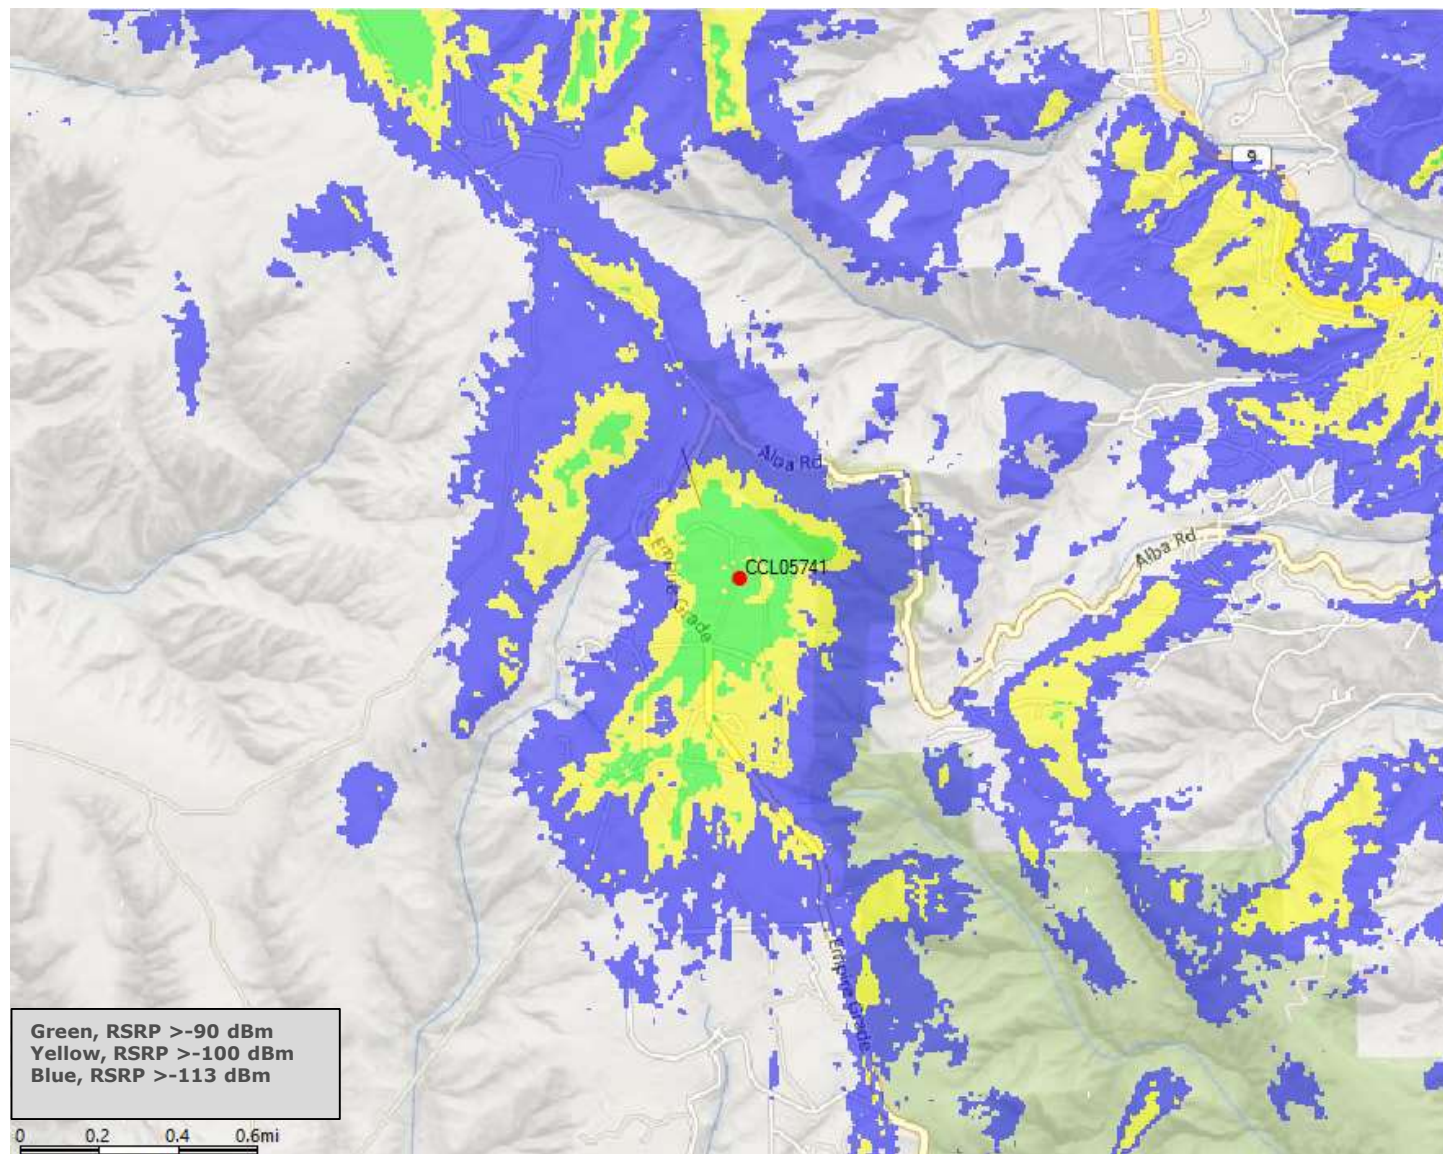 9
Alba Rd
CCL05741
Alba Rd
Empire Grade
Empire Grade
Green, RSRP >-90 dBm
Yellow, RSRP >-100 dBm
Blue, RSRP >-113 dBm
0 0.2 0.4 0.6mi